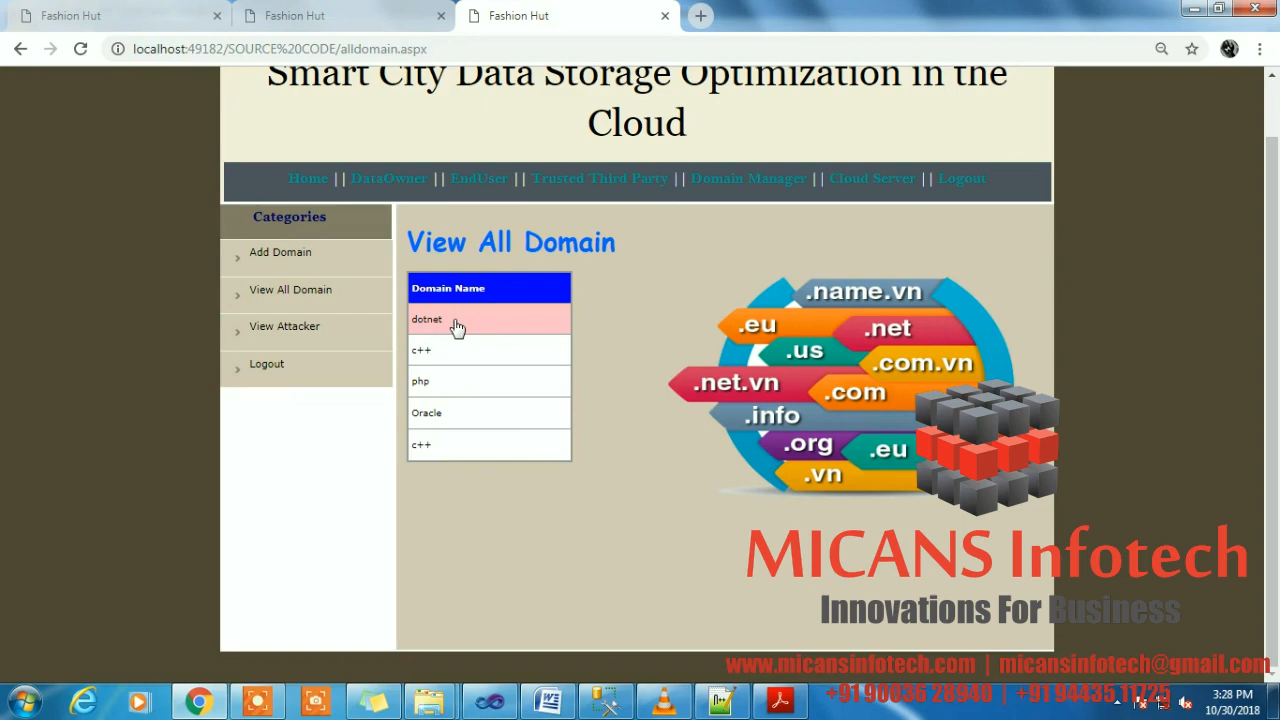 Fashion Hut
Fashion Hut
Fashion Hut
localhost:49182/SOURCE%20CODE/alldomain.aspx
Smart City Data Storage Optimization in the
Cloud
Home || DataOwner || EndUser || Trusted Third Party || Domain Manager || Cloud Server || Logout
Categories
Add Domain
View All Domain
View Attacker
Logout
View All Domain
Domain Name
dotnet
c++
php
Oracle
c++
.name.vn
.eu
.net
.us
.com.vn
.net.vn
.com
.info
.org
.eu
.vn
MICANS Infotech
Innovations For Business
www.micansinfotech.com | micansinfotech@gmail.com
+91 90036 28940 | +91 94435 11725
3:28 PM
10/30/2018